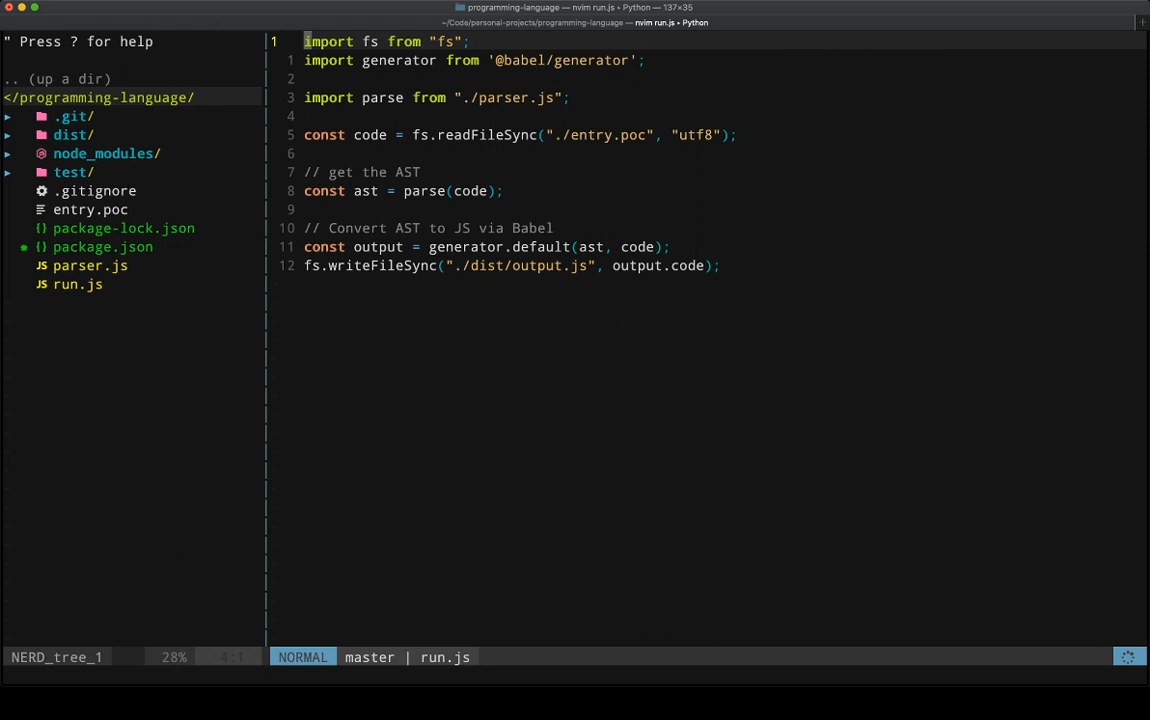 programming-language — nvim run.js • Python — 137×35
~/Code/personal-projects/programming-language — nvim run.js • Python
" Press ? for help
.. (up a dir)
</programming-language/
▸ .git/
▸ dist/
▸ node_modules/
▸ test/
.gitignore
entry.poc
{} package-lock.json
{} package.json
JS parser.js
JS run.js
1 import fs from "fs";
1 import generator from '@babel/generator';
2
3 import parse from "./parser.js";
4
5 const code = fs.readFileSync("./entry.poc", "utf8");
6
7 // get the AST
8 const ast = parse(code);
9
10 // Convert AST to JS via Babel
11 const output = generator.default(ast, code);
12 fs.writeFileSync("./dist/output.js", output.code);
NERD_tree_1 28% 4:1
NORMAL master | run.js